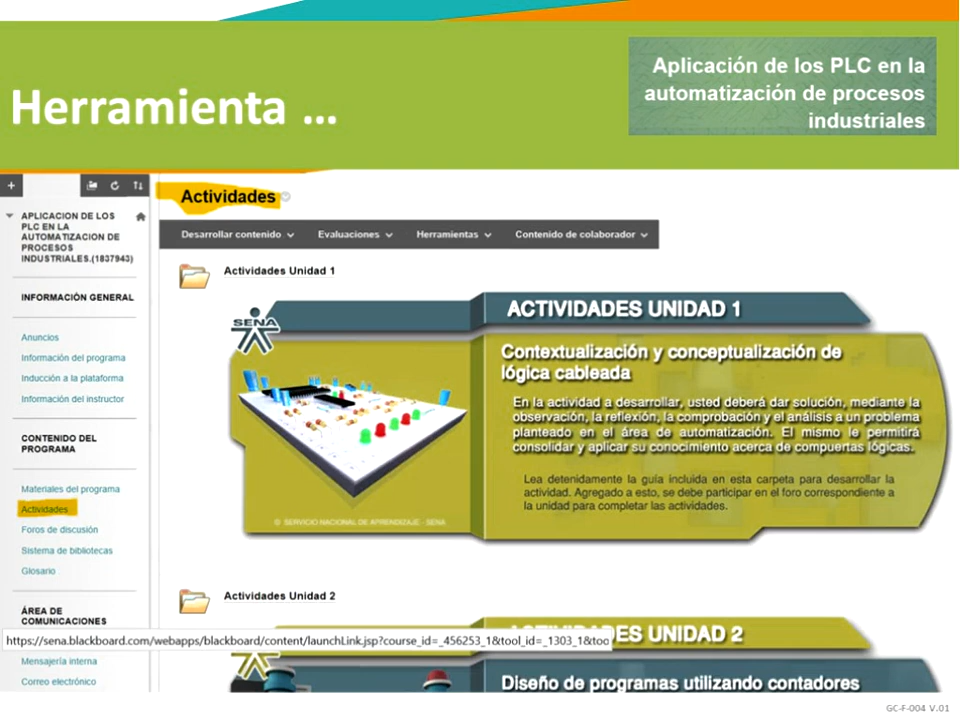 Herramienta ...
Aplicación de los PLC en la
automatización de procesos
industriales
Actividades
APLICACION DE LOS
PLC EN LA
AUTOMATIZACION DE
PROCESOS
INDUSTRIALES.(1837943)
INFORMACIÓN GENERAL
Anuncios
Información del programa
Inducción a la plataforma
Información del instructor
CONTENIDO DEL
PROGRAMA
Materiales del programa
Actividades
Foros de discusión
Sistema de bibliotecas
Glosario
ÁREA DE
COMUNICACIONES
https://sena.blackboard.com/webapps/blackboard/content/launchLink.jsp?course_id=_456253_1&tool_id=_1303_1&too
Mensajería interna
Correo electrónico
Desarrollar contenido Evaluaciones Herramientas Contenido de colaborador
Actividades Unidad 1
SENA
ACTIVIDADES UNIDAD 1
Contextualización y conceptualización de
lógica cableada
En la actividad a desarrollar, usted deberá dar solución, mediante la
observación, la reflexión, la comprobación y el análisis a un problema
planteado en el área de automatización. El mismo le permitirá
consolidar y aplicar su conocimiento acerca de compuertas lógicas.
Lea detenidamente la guía incluida en esta carpeta para desarrollar la
actividad. Agregado a esto, se debe participar en el foro correspondiente a
la unidad para completar las actividades.
© SERVICIO NACIONAL DE APRENDIZAJE - SENA
Actividades Unidad 2
DES UNIDAD 2
Diseño de programas utilizando contadores
GC-F-004 V.01